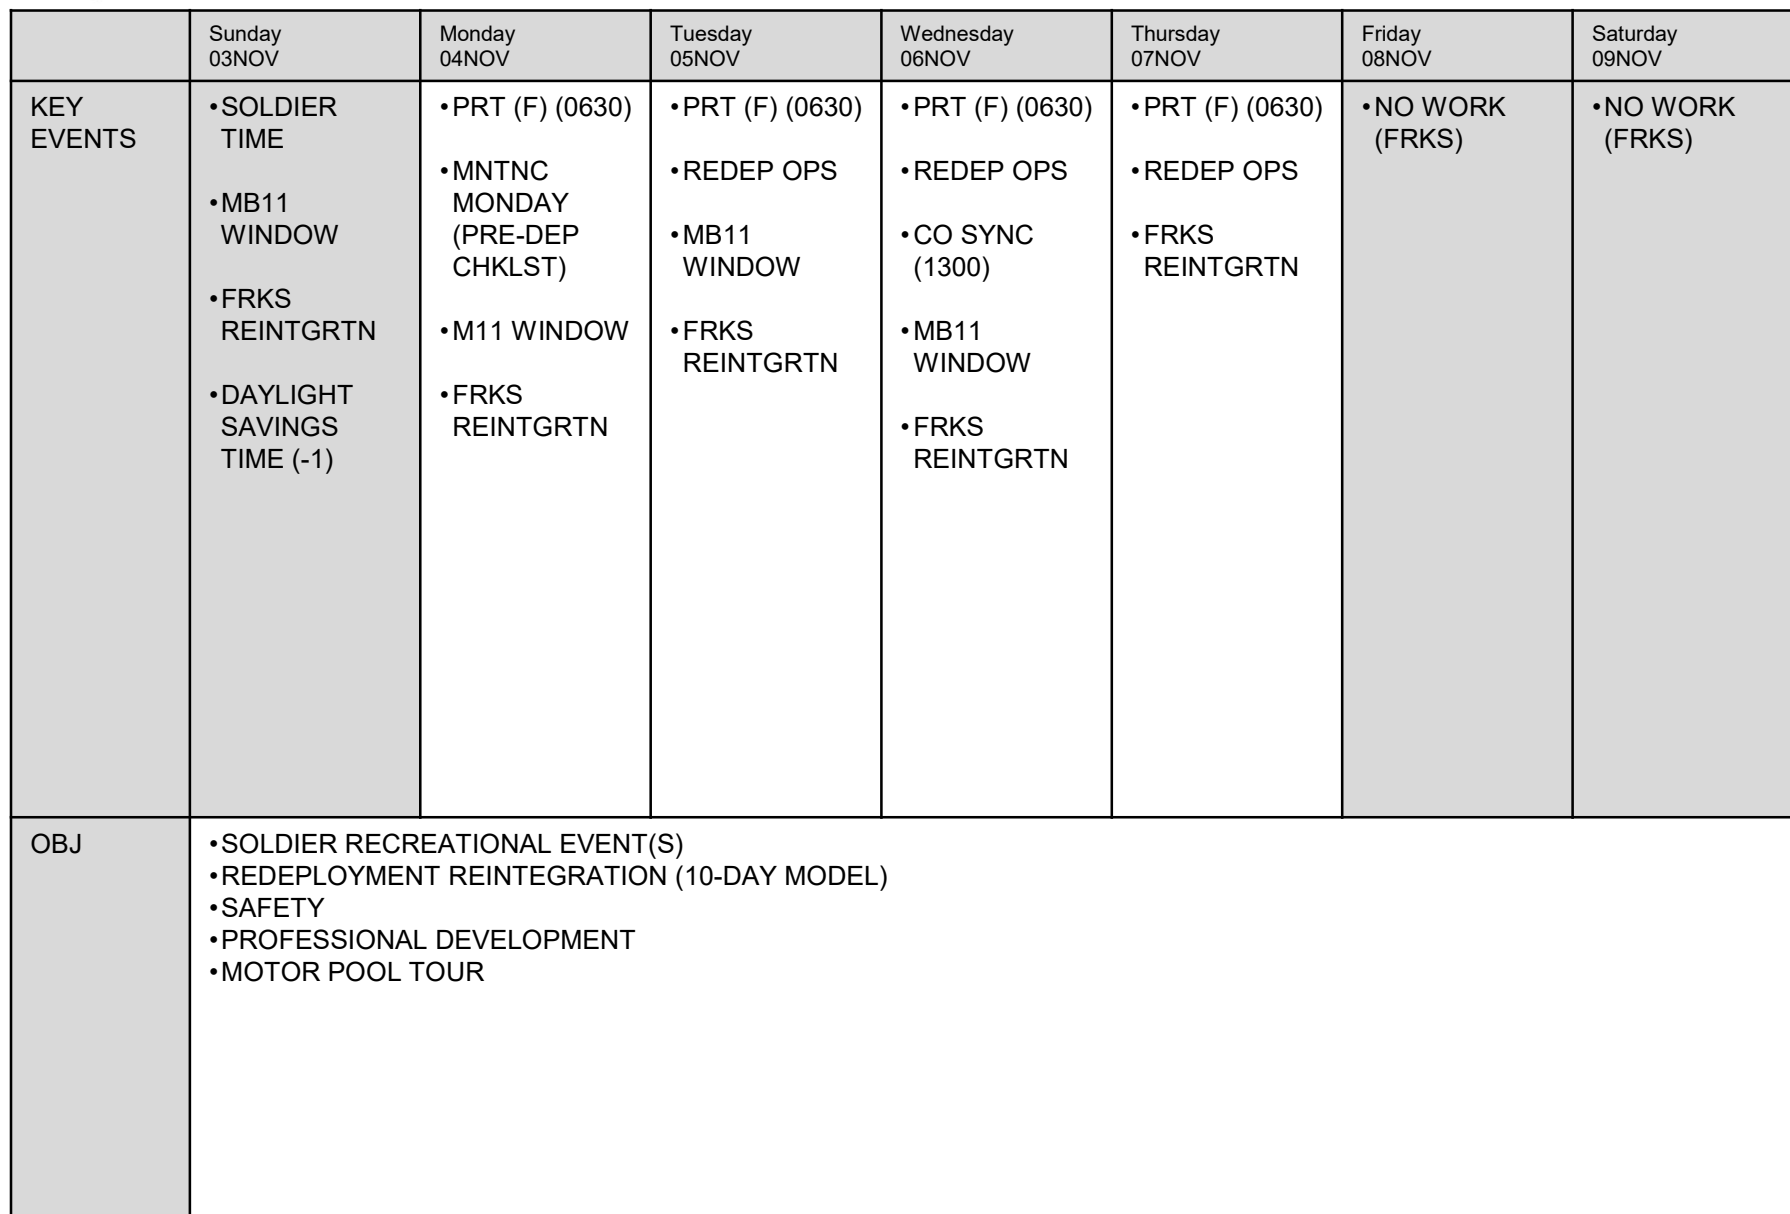 Sunday
03NOV
Monday
04NOV
Tuesday
05NOV
Wednesday
06NOV
Thursday
07NOV
Friday
08NOV
Saturday
09NOV
KEY
EVENTS
•SOLDIER
TIME
•MB11
WINDOW
•FRKS
REINTGRTN
•DAYLIGHT
SAVINGS
TIME (-1)
•PRT (F) (0630)
•MNTNC
MONDAY
(PRE-DEP
CHKLST)
•M11 WINDOW
•FRKS
REINTGRTN
•PRT (F) (0630)
•REDEP OPS
•MB11
WINDOW
•FRKS
REINTGRTN
•PRT (F) (0630)
•REDEP OPS
•CO SYNC
(1300)
•MB11
WINDOW
•FRKS
REINTGRTN
•PRT (F) (0630)
•REDEP OPS
•FRKS
REINTGRTN
•NO WORK
(FRKS)
•NO WORK
(FRKS)
OBJ
•SOLDIER RECREATIONAL EVENT(S)
•REDEPLOYMENT REINTEGRATION (10-DAY MODEL)
•SAFETY
•PROFESSIONAL DEVELOPMENT
•MOTOR POOL TOUR